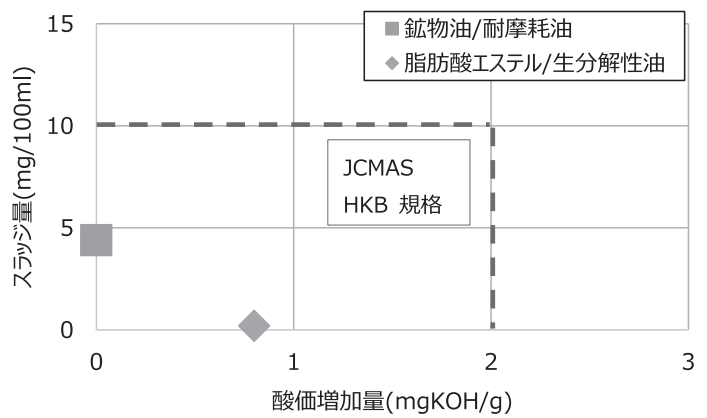 15
■ 鉱物油/耐摩耗油
◆ 脂肪酸エステル/生分解性油
スラッジ量(mg/100ml)
10
JCMAS
HKB 規格
5
0
0 1 2 3
酸価増加量(mgKOH/g)